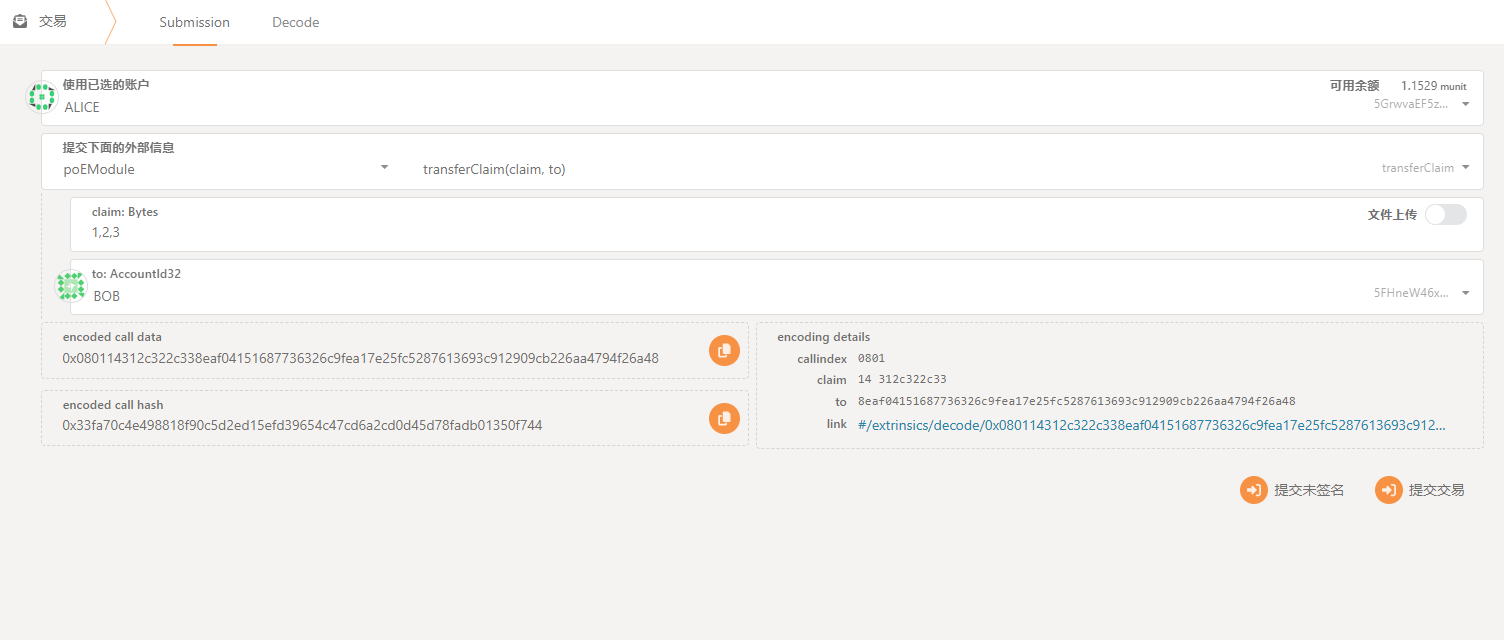 交易
Submission
Decode
使用已选的账户
ALICE
可用余额 1.1529 munit
5GrwvaEF5z...
提交下面的外部信息
poEModule
transferClaim(claim, to)
transferClaim
claim: Bytes
1,2,3
文件上传
to: AccountId32
BOB
5FHneW46x...
encoded call data
0x080114312c322c338eaf04151687736326c9fea17e25fc5287613693c912909cb226aa4794f26a48
encoded call hash
0x33fa70c4e498818f90c5d2ed15efd39654c47cd6a2cd0d45d78fadb01350f744
encoding details
callindex 0801
claim 14 312c322c33
to 8eaf04151687736326c9fea17e25fc5287613693c912909cb226aa4794f26a48
link #/extrinsics/decode/0x080114312c322c338eaf04151687736326c9fea17e25fc5287613693c912...
提交未签名
提交交易